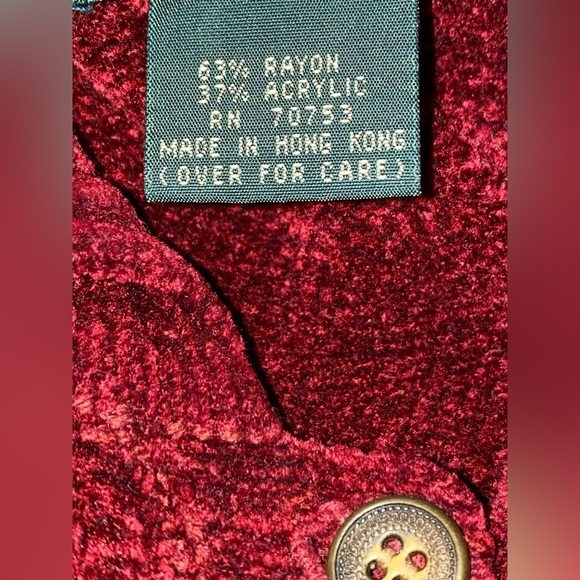 63% RAYON
37% ACRYLIC
RN 70753
MADE IN HONG KONG
(OVER FOR CARE)